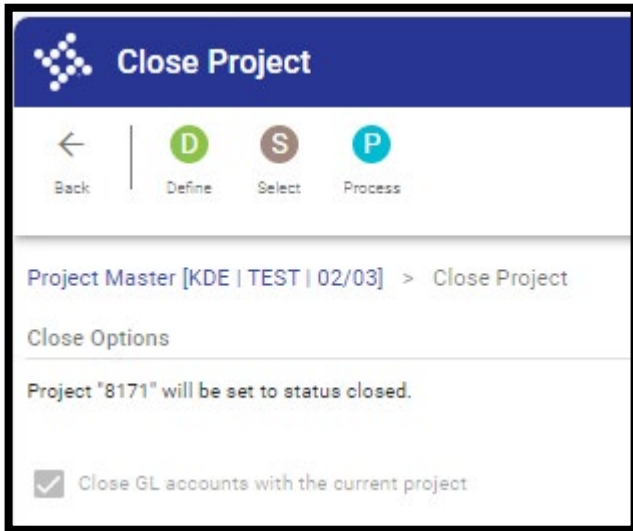 Close Project
D S P
Back Define Select Process
Project Master [KDE | TEST | 02/03] > Close Project
Close Options
Project "8171" will be set to status closed.
Close GL accounts with the current project